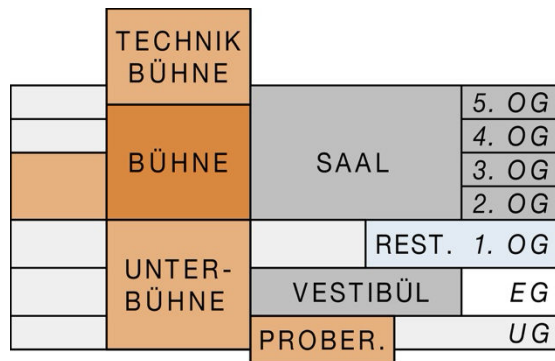 TECHNIK
BÜHNE
5. OG
4. OG
BÜHNE SAAL 3. OG
2. OG
REST. 1. OG
UNTER-
BÜHNE VESTIBÜL EG
PROBER. UG